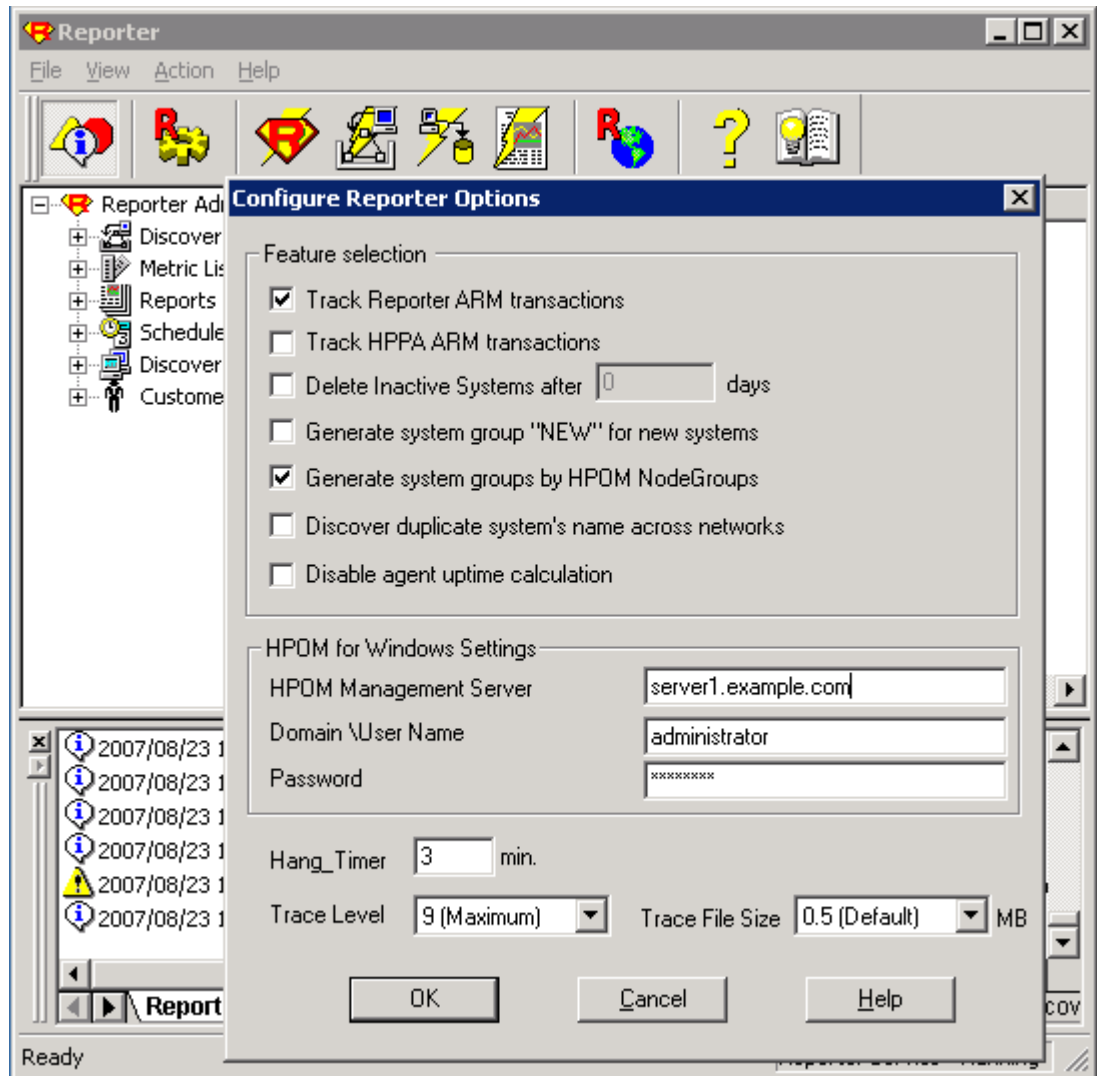 Reporter
File View Action Help
Reporter Adm
Configure Reporter Options
Discover
Metric Lis
Reports
Schedule
Discover
Custome
Feature selection
Track Reporter ARM transactions
Track HPPA ARM transactions
Delete Inactive Systems after 0 days
Generate system group "NEW" for new systems
Generate system groups by HPOM NodeGroups
Discover duplicate system's name across networks
Disable agent uptime calculation
HPOM for Windows Settings
HPOM Management Server server1.example.com
Domain \User Name administrator
Password ********
2007/08/23 1
2007/08/23 1
2007/08/23 1
2007/08/23 1
2007/08/23 1
2007/08/23 1
Hang_Timer 3 min.
Trace Level 9 (Maximum) Trace File Size 0.5 (Default) MB
OK Cancel Help
Report
cov
Ready